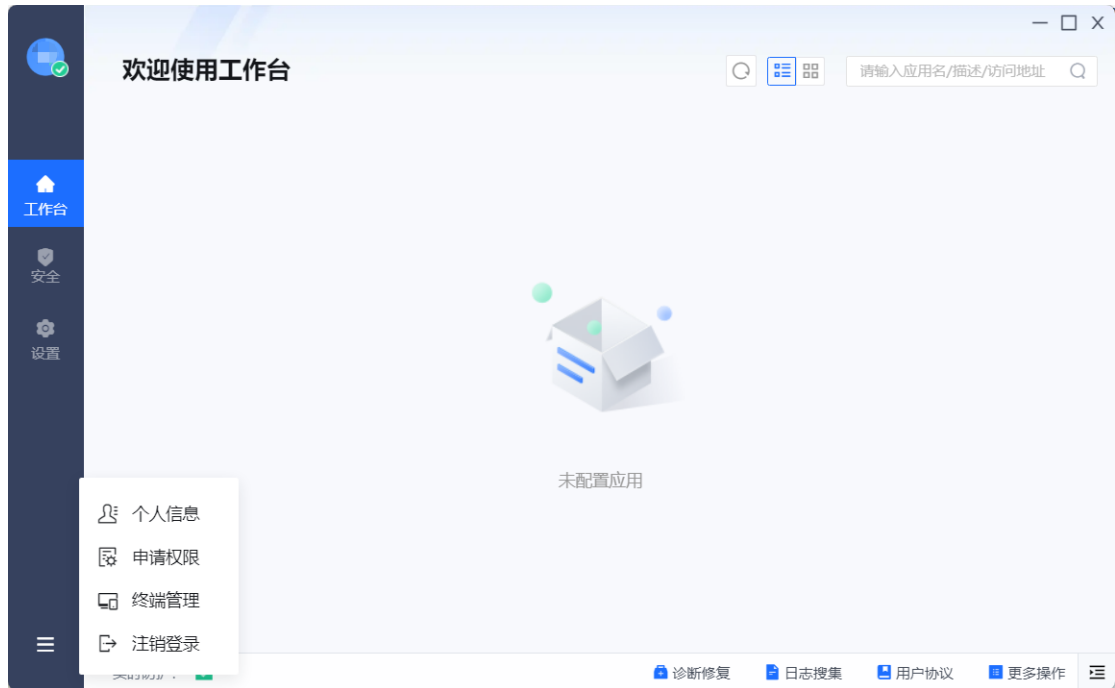 欢迎使用工作台
请输入应用名/描述/访问地址
工作台
安全
设置
未配置应用
个人信息
申请权限
终端管理
注销登录
诊断修复
日志搜集
用户协议
更多操作